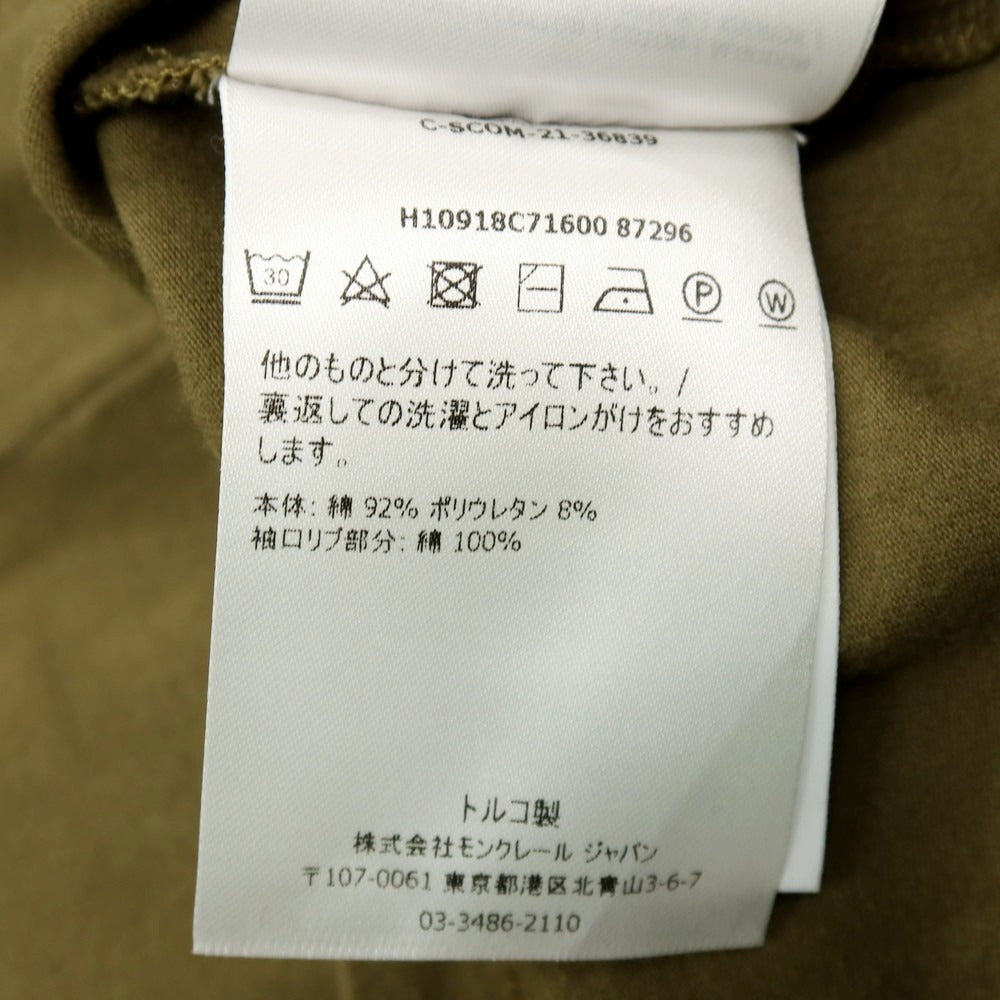 C-SCOM-21-36839
H10918C71600 87296
30 P W
他のものと分けて洗って下さい。/
裏返しての洗濯とアイロンがけをおすすめ
します。
本体: 綿 92% ポリウレタン 8%
袖口リブ部分: 綿 100%
トルコ製
株式会社モンクレール ジャパン
〒107-0061 東京都港区北青山3-6-7
03-3486-2110